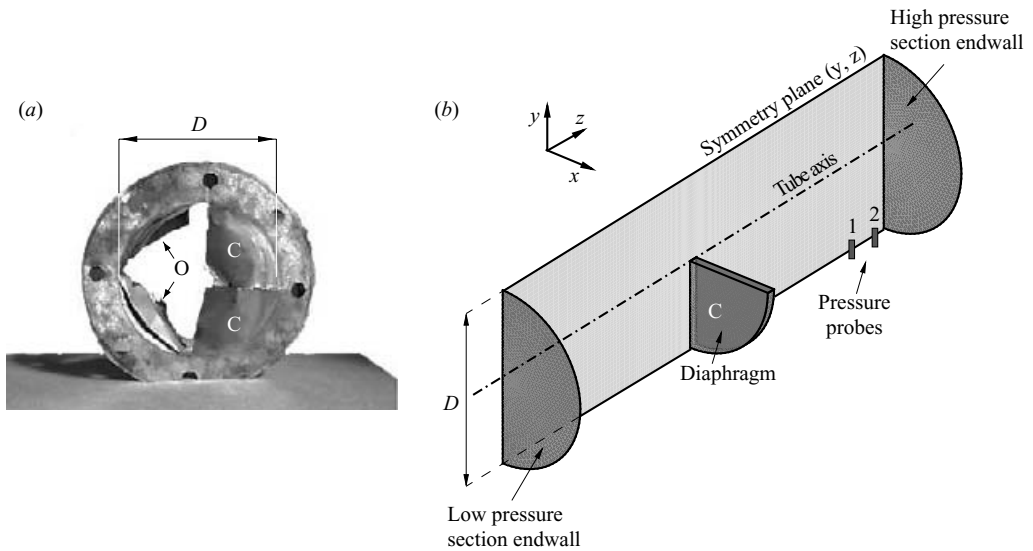 (a)
D
O
C
C
(b)
High pressure
section endwall
Symmetry plane (y, z)
y
z
x
Tube axis
1
2
Pressure
probes
C
Diaphragm
D
Low pressure
section endwall